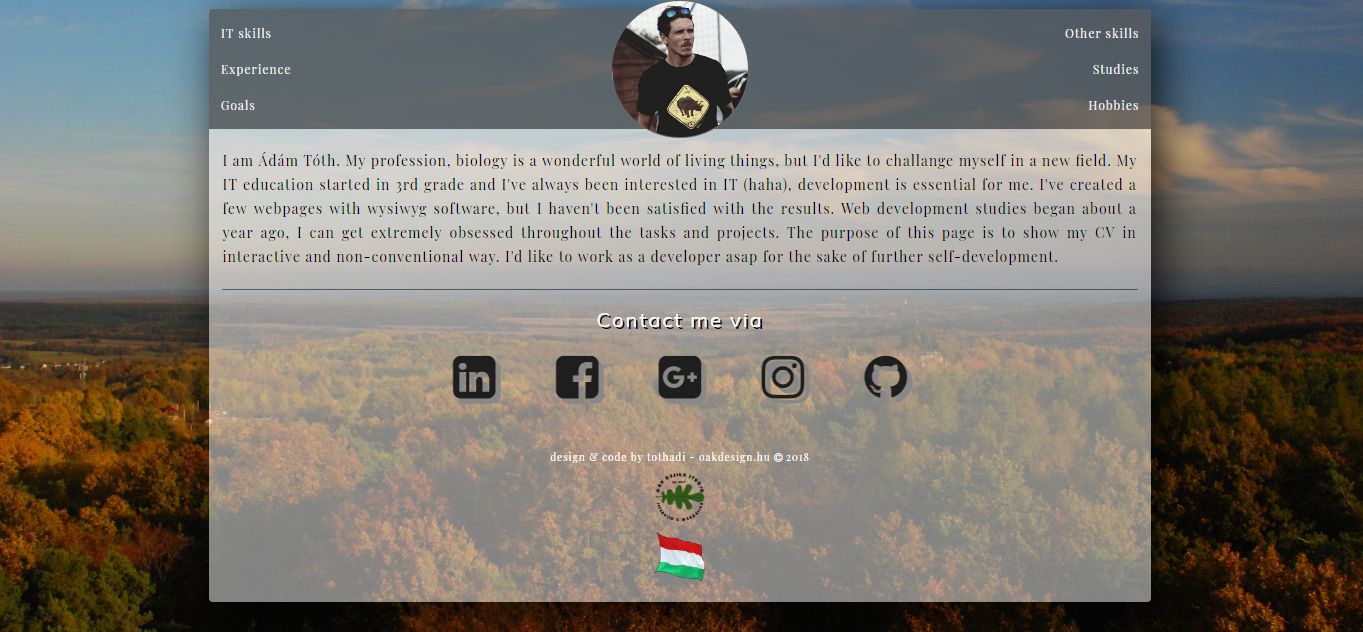 IT skills
Other skills
Experience
Studies
Goals
Hobbies
I am Ádám Tóth. My profession, biology is a wonderful world of living things, but I'd like to challange myself in a new field. My
IT education started in 3rd grade and I've always been interested in IT (haha), development is essential for me. I've created a
few webpages with wysiwyg software, but I haven't been satisfied with the results. Web development studies began about a
year ago, I can get extremely obsessed throughout the tasks and projects. The purpose of this page is to show my CV in
interactive and non-conventional way. I'd like to work as a developer asap for the sake of further self-development.
Contact me via
in
f
G+
design & code by tothadi - oakdesign.hu © 2018
OAK DESIGN STUDIO